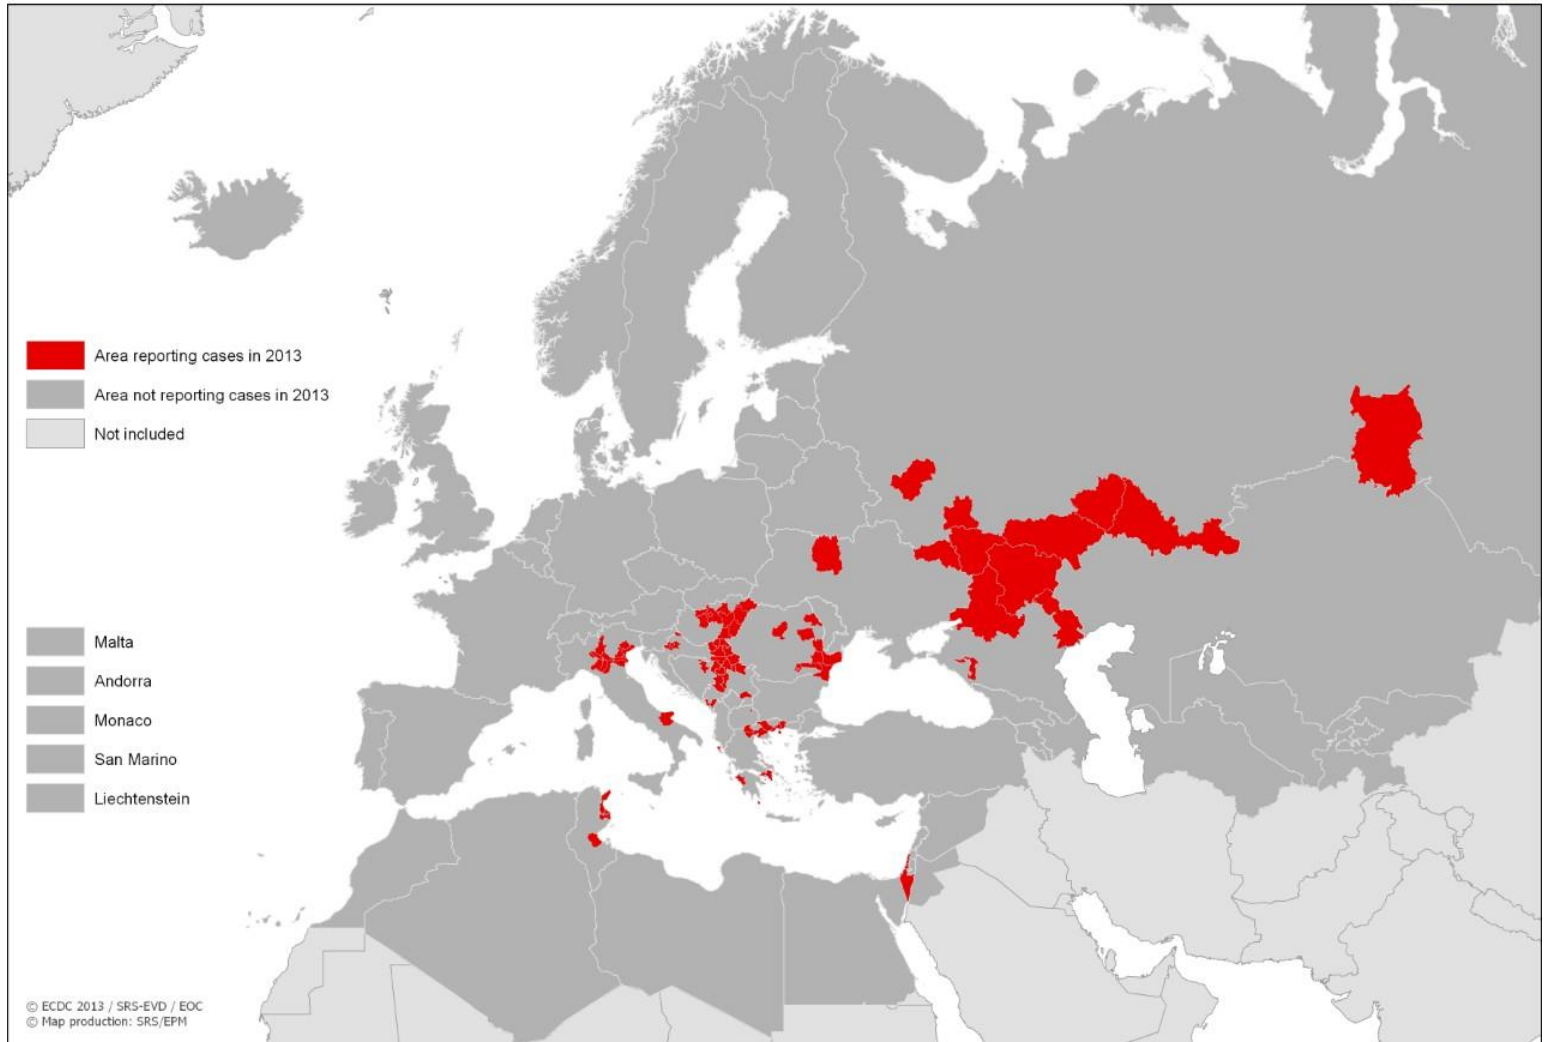 Area reporting cases in 2013
Area not reporting cases in 2013
Not included
Malta
Andorra
Monaco
San Marino
Liechtenstein
© ECDC 2013 / SRS-EVD / EOC
© Map production: SRS/EPM